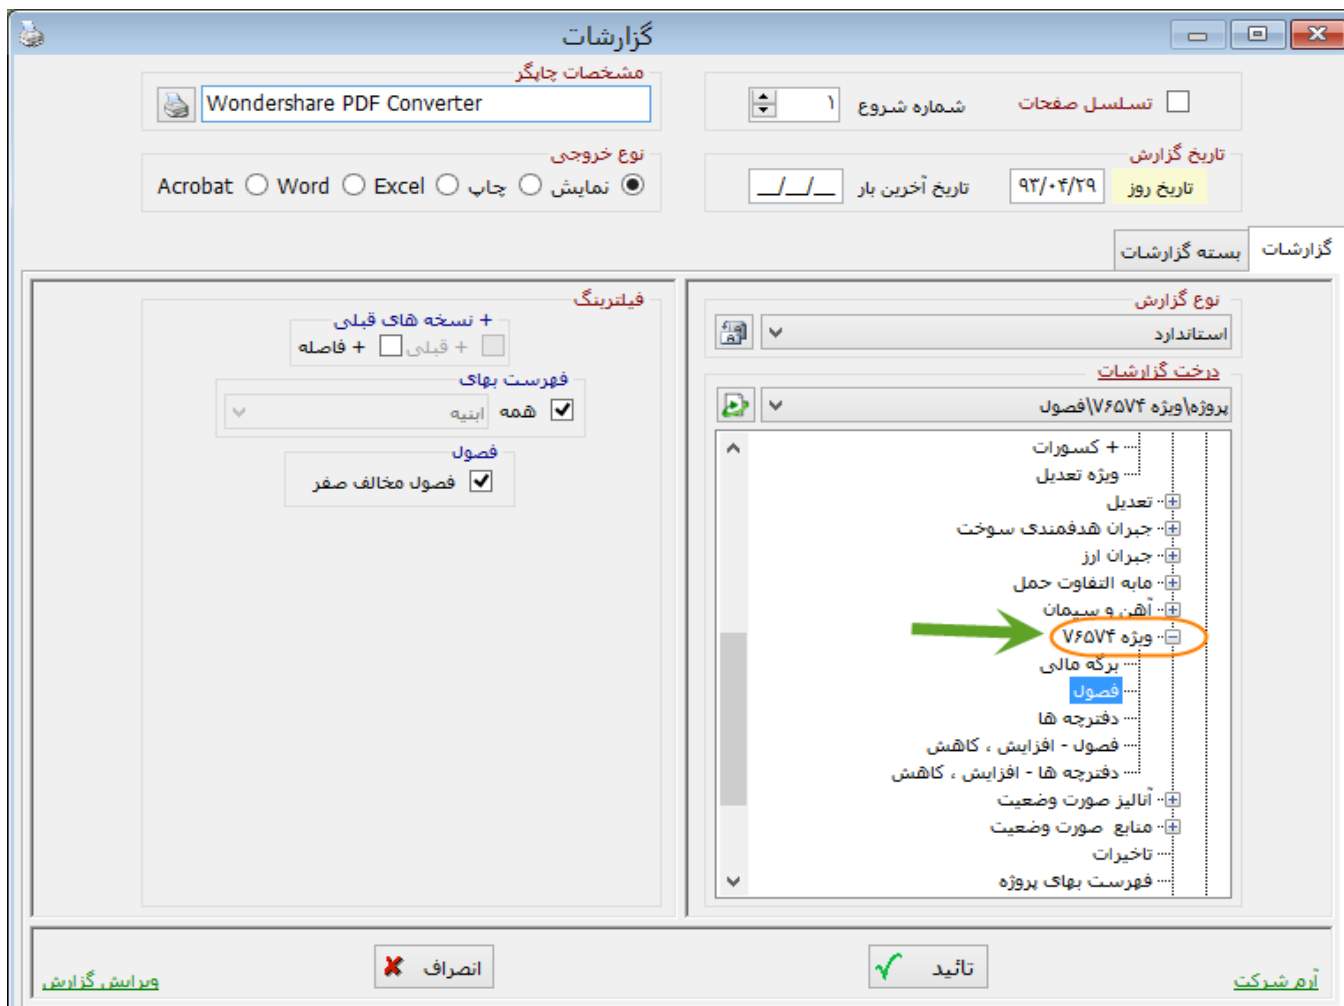 گزارشات
تسلسل صفحات
شماره شروع ۱
مشخصات چاپگر
Wondershare PDF Converter
تاریخ گزارش
تاریخ روز ۹۳/۰۴/۲۹
تاریخ آخرین بار __/__/__
نوع خروجی
نمایش چاپ Excel Word Acrobat
گزارشات بسته گزارشات
نوع گزارش
استاندارد
درخت گزارشات
پروژه\ویژه ۷۶۵۷۴\فصول
+ کسورات
ویژه تعدیل
تعدیل
جبران هدفمندی سوخت
جبران ارز
مابه التفاوت حمل
آهن و سیمان
ویژه ۷۶۵۷۴
برگه مالی
فصول
دفترچه ها
فصول - افزایش ، کاهش
دفترچه ها - افزایش ، کاهش
آنالیز صورت وضعیت
منابع صورت وضعیت
تاخیرات
فهرست بهای پروژه
فیلترینگ
+ نسخه های قبلی
+ قبلی + فاصله
فهرست بهای
همه ابنیه
فصول
فصول مخالف صفر
آرم شرکت
تائید
انصراف
ویرایش گزارش